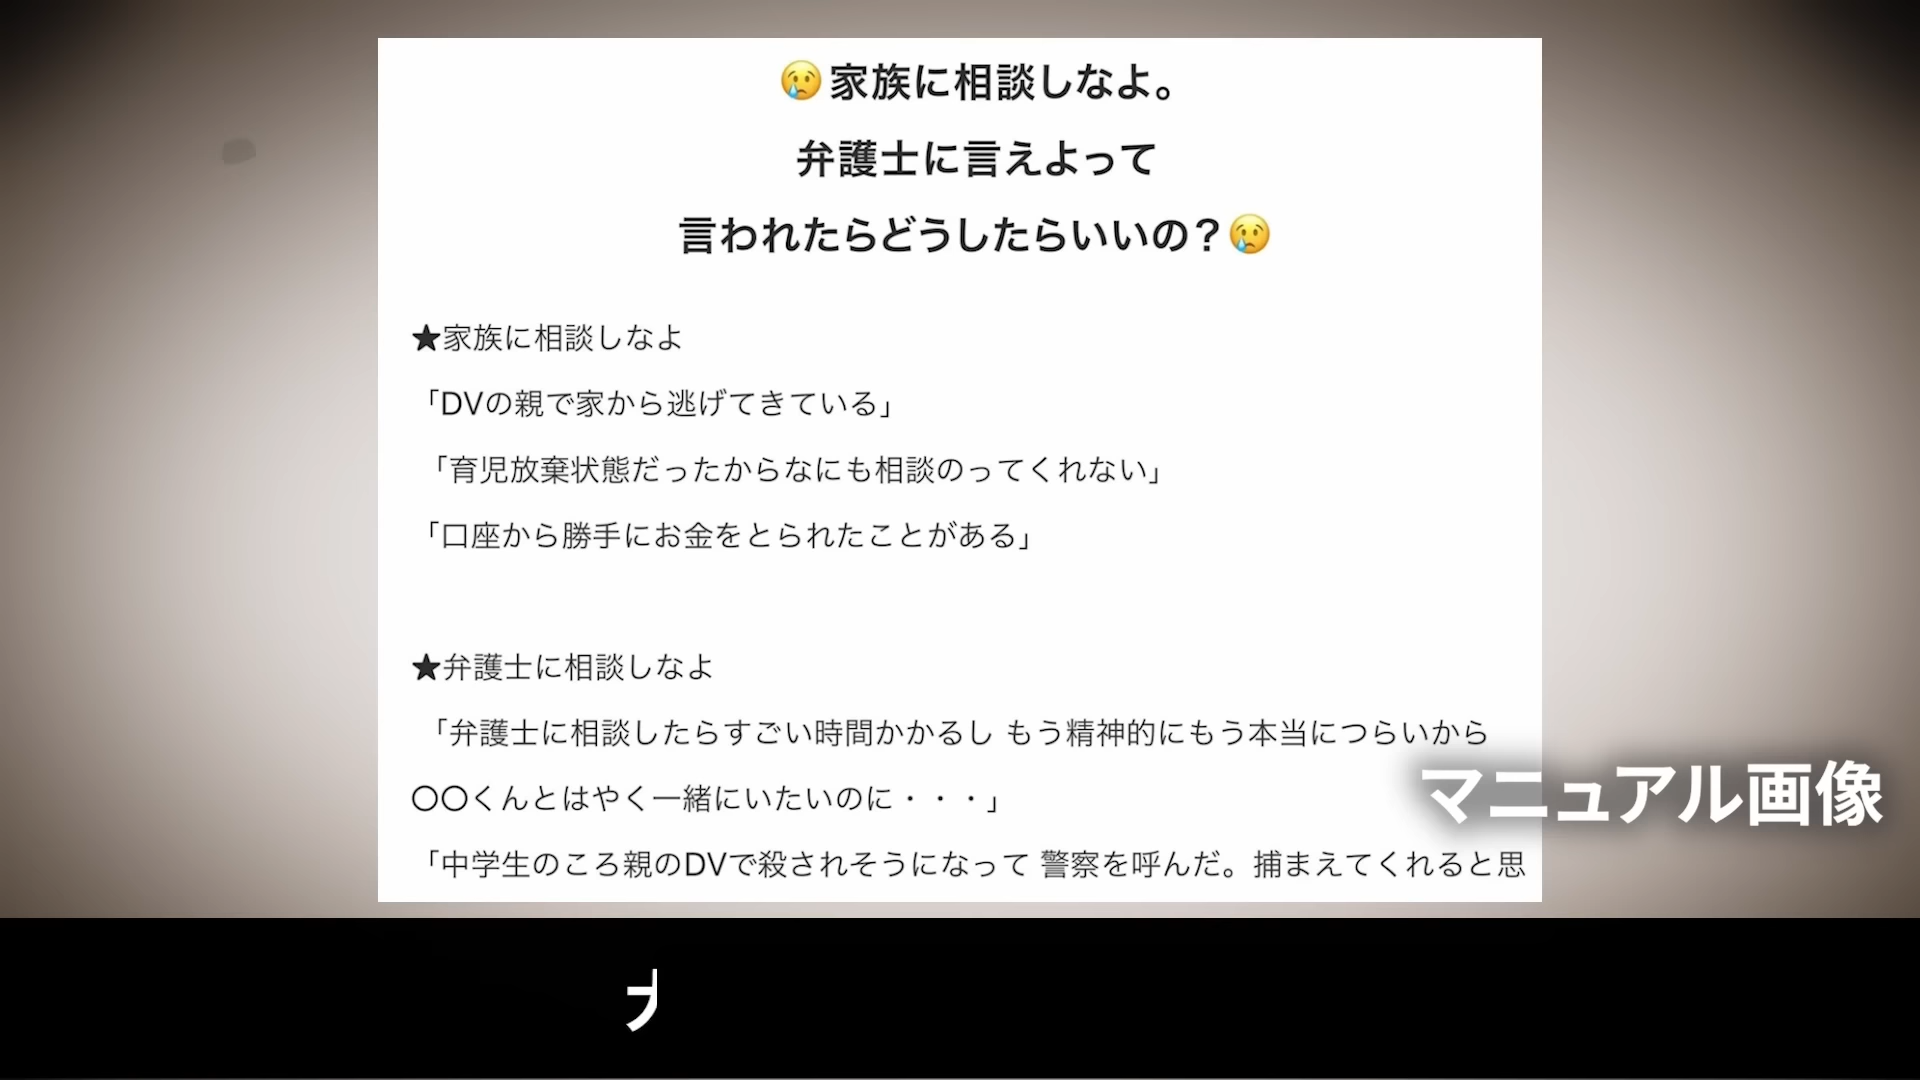 😢家族に相談しなよ。
弁護士に言えよって
言われたらどうしたらいいの？😢
★家族に相談しなよ
「DVの親で家から逃げてきている」
「育児放棄状態だったからなにも相談のってくれない」
「口座から勝手にお金をとられたことがある」
★弁護士に相談しなよ
「弁護士に相談したらすごい時間かかるし もう精神的にもう本当につらいから
〇〇くんとはやく一緒にいたいのに・・・」
「中学生のころ親のDVで殺されそうになって 警察を呼んだ。捕まえてくれると思
マニュアル画像